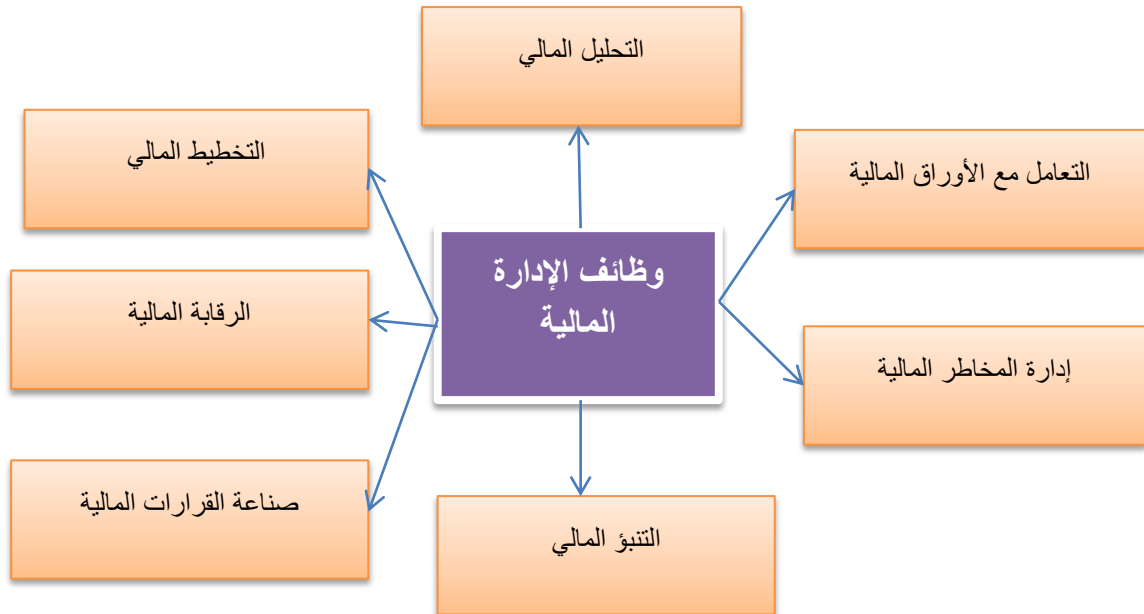 التحليل المالي
التعامل مع الأوراق المالية
التخطيط المالي
وظائف الإدارة
المالية
الرقابة المالية
إدارة المخاطر المالية
صناعة القرارات المالية
التنبؤ المالي